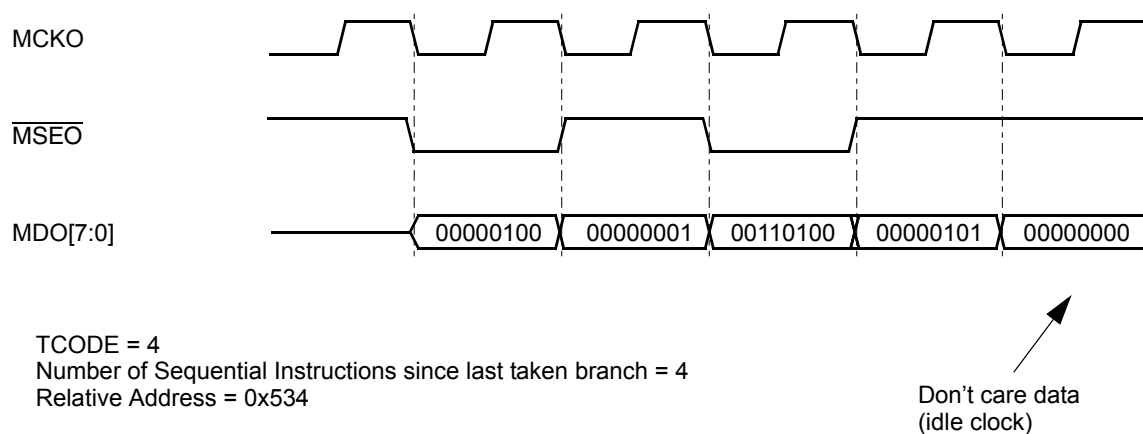 MCKO
MSEO
MDO[7:0]
00000100 00000001 00110100 00000101 00000000
TCODE = 4
Number of Sequential Instructions since last taken branch = 4
Relative Address = 0x534
Don't care data
(idle clock)